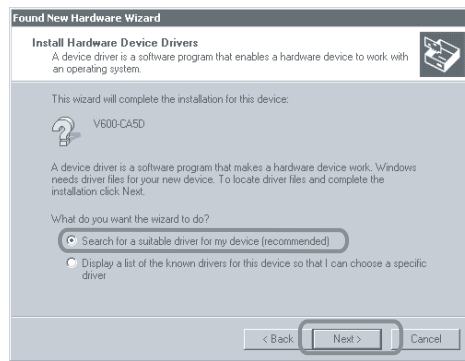 Found New Hardware Wizard
Install Hardware Device Drivers
A device driver is a software program that enables a hardware device to work with
an operating system.
This wizard will complete the installation for this device:
V600-CA5D
A device driver is a software program that makes a hardware device work. Windows
needs driver files for your new device. To locate driver files and complete the
installation click Next.
What do you want the wizard to do?
Search for a suitable driver for my device (recommended)
Display a list of the known drivers for this device so that I can choose a specific
driver
< Back
Next >
Cancel